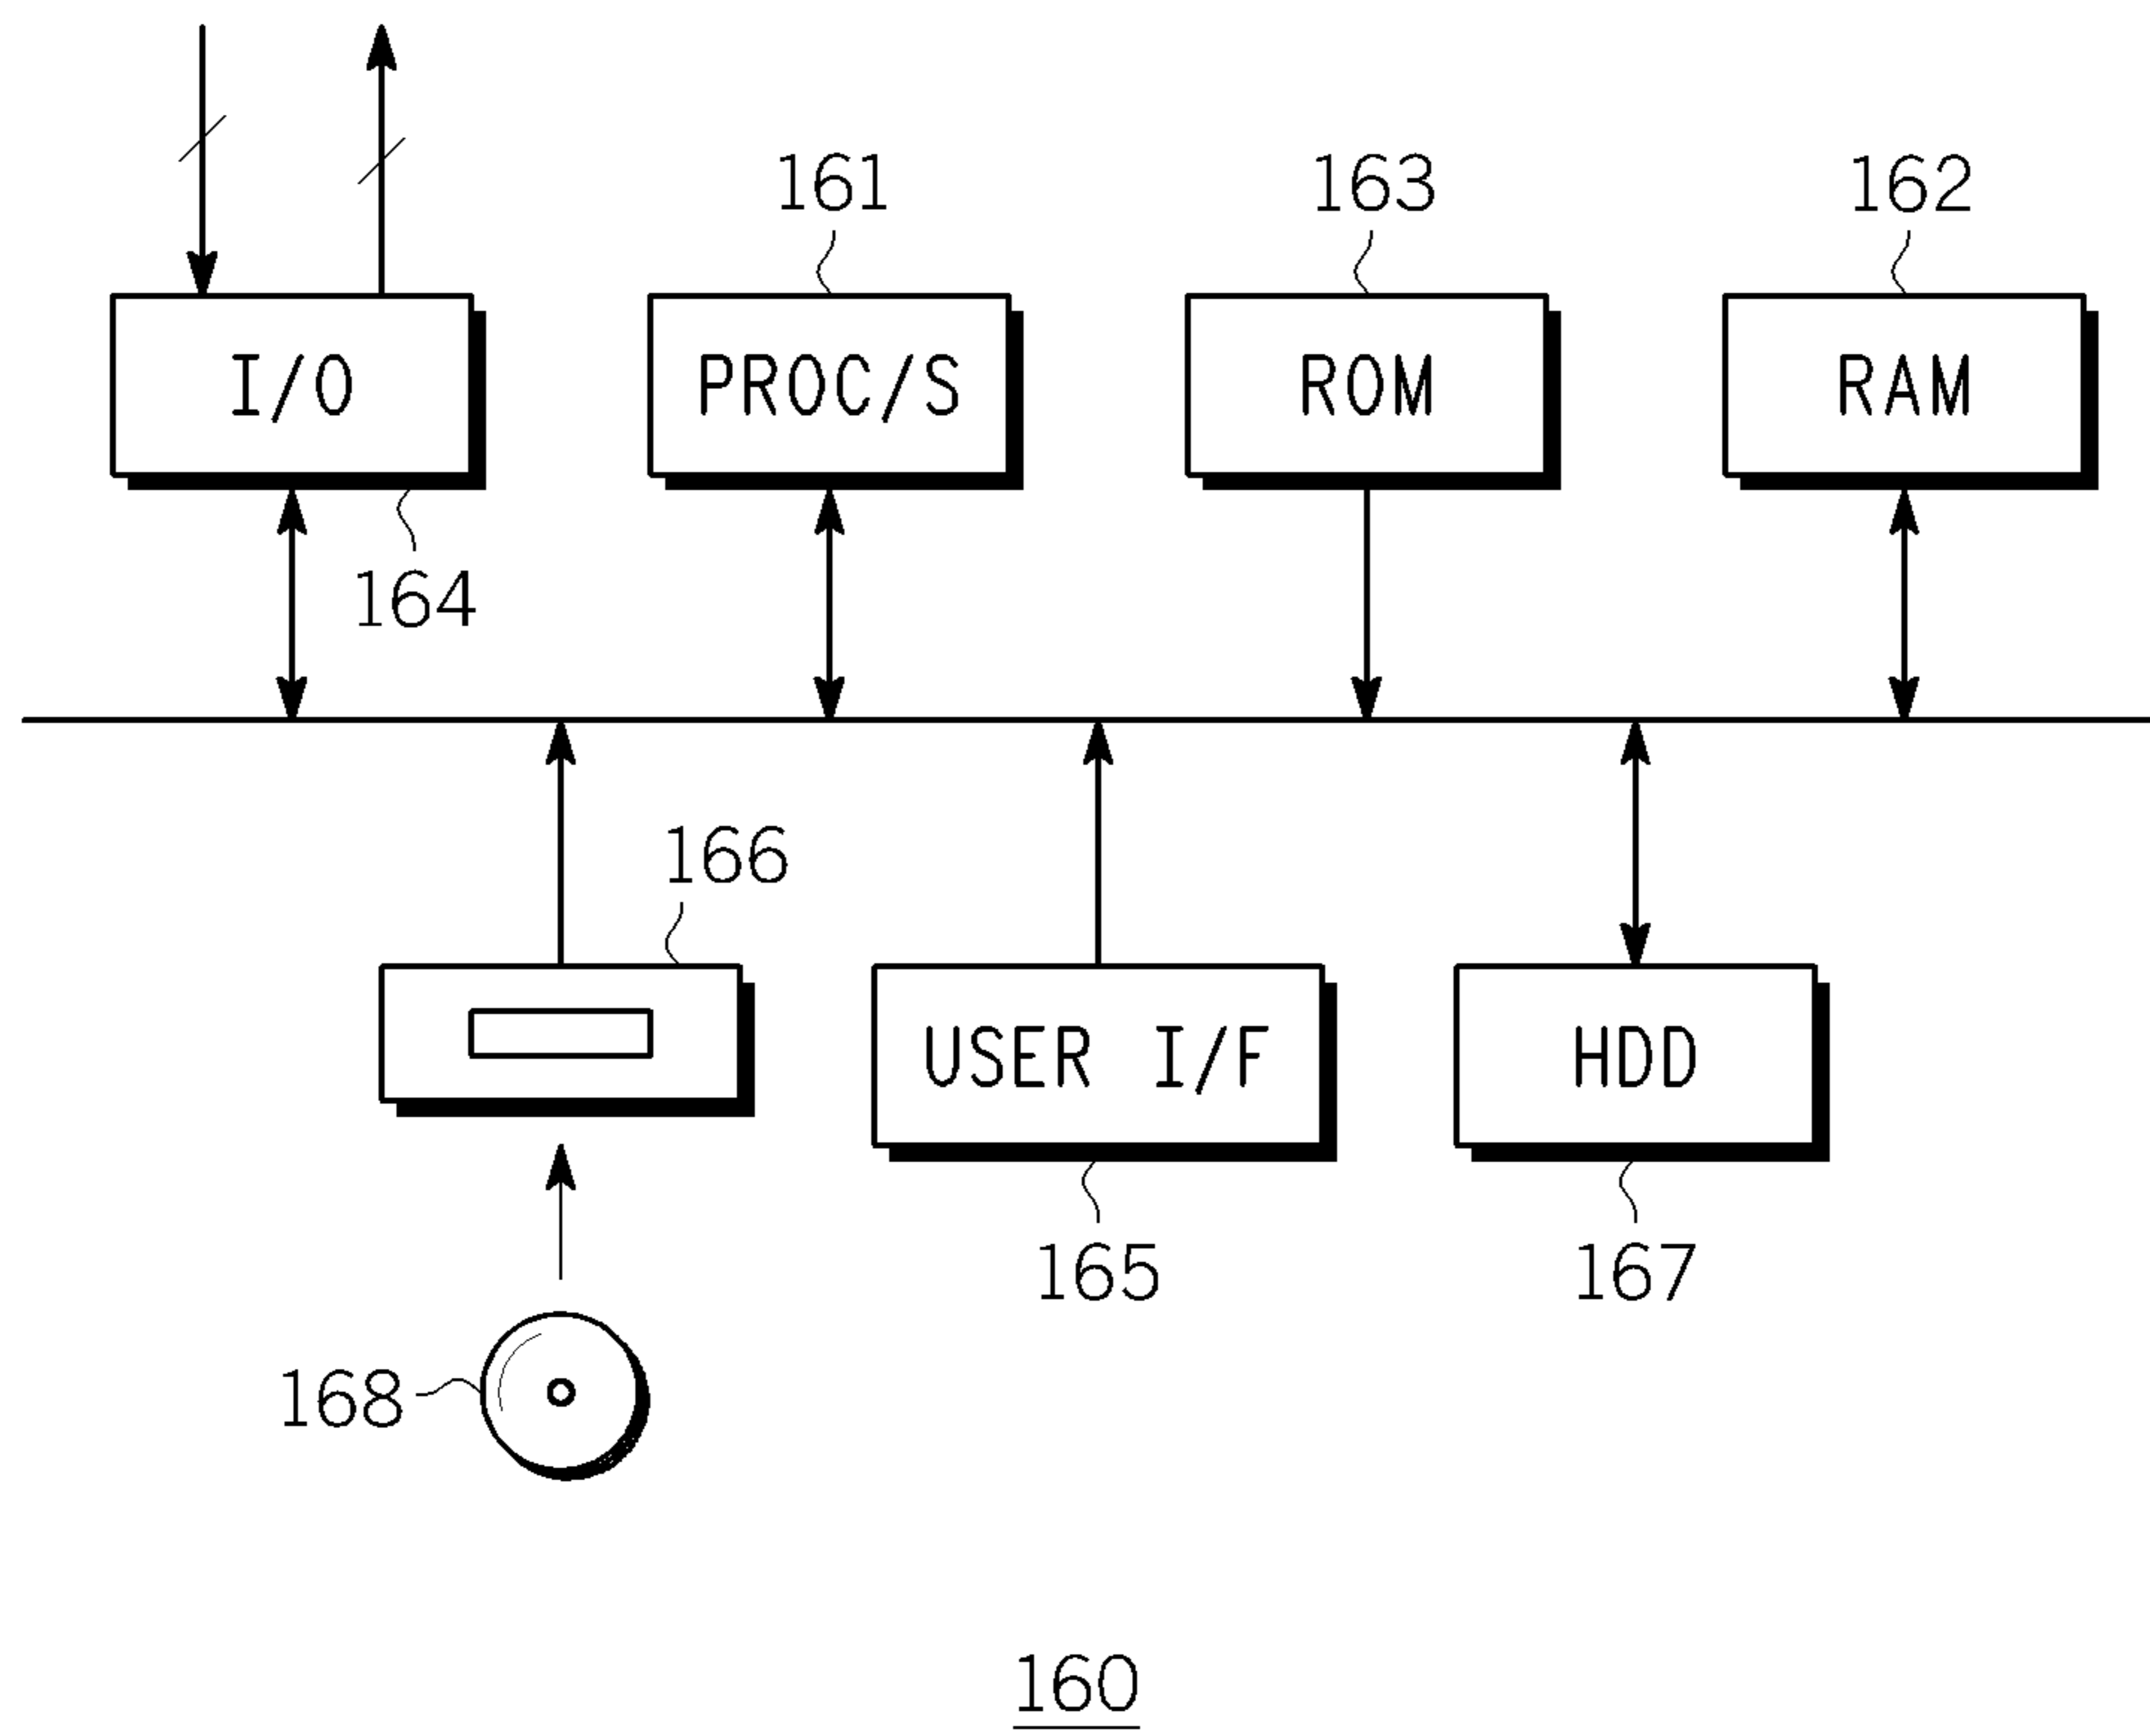 161
163
162
I/O
PROC/S
ROM
RAM
164
166
USER I/F
HDD
165
167
168
160